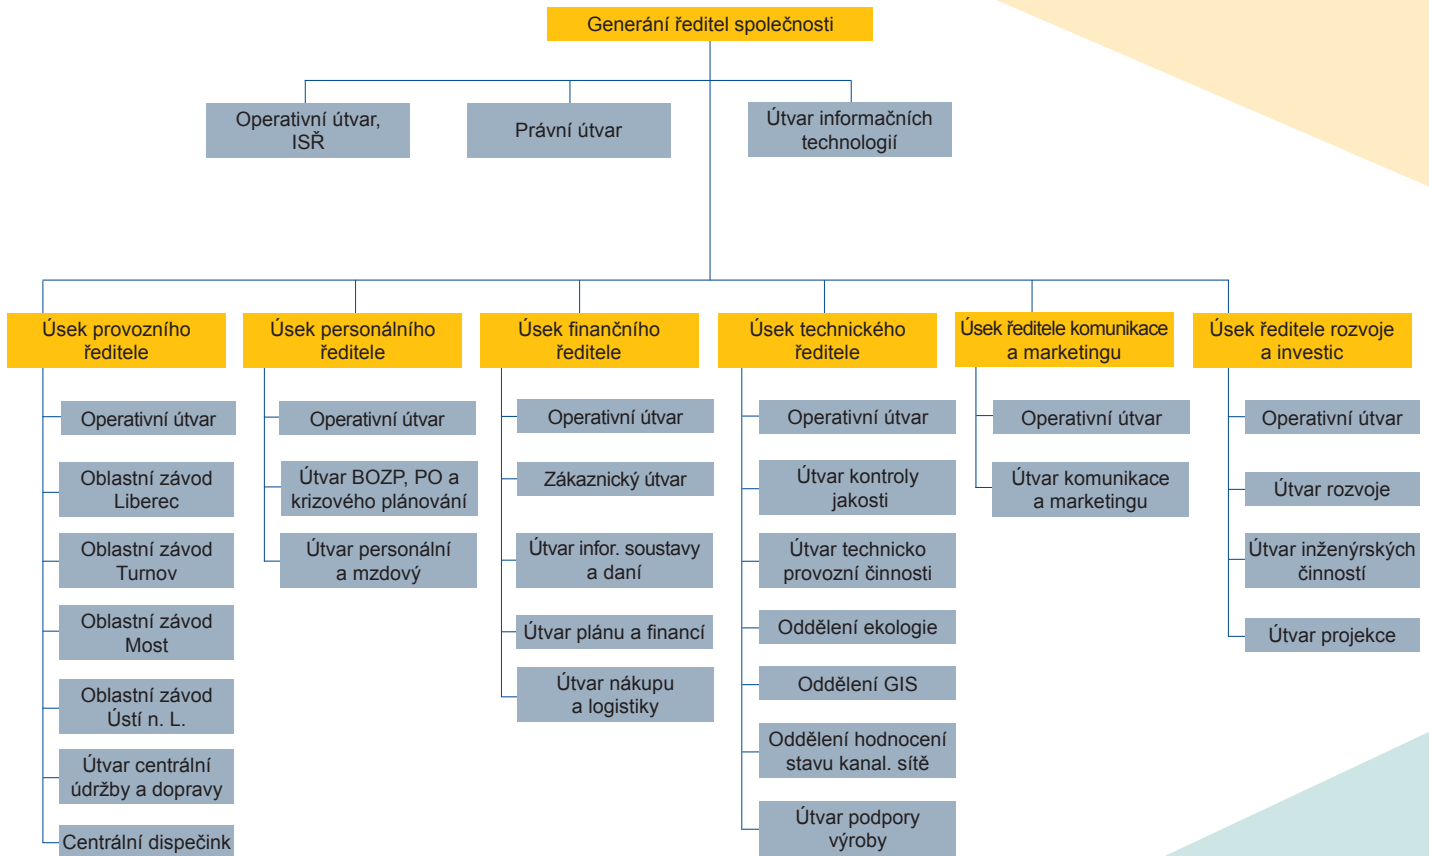 Generání ředitel společnosti
Operativní útvar,
ISŘ
Právní útvar
Útvar informačních
technologií
Úsek provozního
ředitele
Operativní útvar
Oblastní závod
Liberec
Oblastní závod
Turnov
Oblastní závod
Most
Oblastní závod
Ústí n. L.
Útvar centrální
údržby a dopravy
Centrální dispečink
Úsek personálního
ředitele
Operativní útvar
Útvar BOZP, PO a
krizového plánování
Útvar personální
a mzdový
Úsek finančního
ředitele
Operativní útvar
Zákaznický útvar
Útvar infor. soustavy
a daní
Útvar plánu a financí
Útvar nákupu
a logistiky
Úsek technického
ředitele
Operativní útvar
Útvar kontroly
jakosti
Útvar technicko
provozní činnosti
Oddělení ekologie
Oddělení GIS
Oddělení hodnocení
stavu kanal. sítě
Útvar podpory
výroby
Úsek ředitele komunikace
a marketingu
Operativní útvar
Útvar komunikace
a marketingu
Úsek ředitele rozvoje
a investic
Operativní útvar
Útvar rozvoje
Útvar inženýrských
činností
Útvar projekce